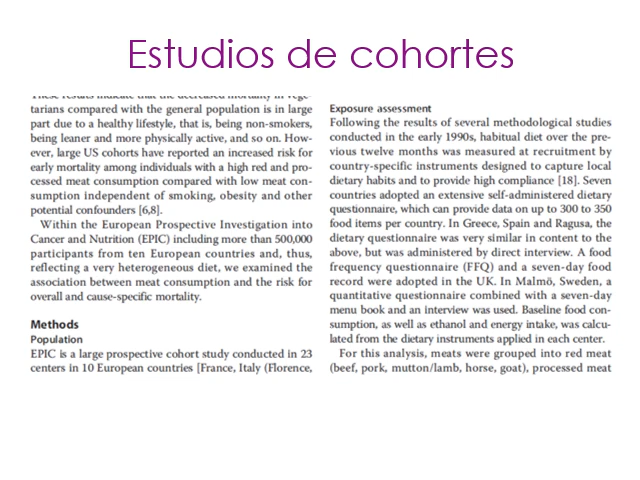 Estudios de cohortes
These results indicate that the decreased mortality in vege-
tarians compared with the general population is in large
part due to a healthy lifestyle, that is, being non-smokers,
being leaner and more physically active, and so on. How-
ever, large US cohorts have reported an increased risk for
early mortality among individuals with a high red and pro-
cessed meat consumption compared with low meat con-
sumption independent of smoking, obesity and other
potential confounders [6,8].
Within the European Prospective Investigation into
Cancer and Nutrition (EPIC) including more than 500,000
participants from ten European countries and, thus,
reflecting a very heterogeneous diet, we examined the
association between meat consumption and the risk for
overall and cause-specific mortality.
Methods
Population
EPIC is a large prospective cohort study conducted in 23
centers in 10 European countries [France, Italy (Florence,
Exposure assessment
Following the results of several methodological studies
conducted in the early 1990s, habitual diet over the pre-
vious twelve months was measured at recruitment by
country-specific instruments designed to capture local
dietary habits and to provide high compliance [18]. Seven
countries adopted an extensive self-administered dietary
questionnaire, which can provide data on up to 300 to 350
food items per country. In Greece, Spain and Ragusa, the
dietary questionnaire was very similar in content to the
above, but was administered by direct interview. A food
frequency questionnaire (FFQ) and a seven-day food
record were adopted in the UK. In Malmö, Sweden, a
quantitative questionnaire combined with a seven-day
menu book and an interview was used. Baseline food con-
sumption, as well as ethanol and energy intake, was calcu-
lated from the dietary instruments applied in each center.
For this analysis, meats were grouped into red meat
(beef, pork, mutton/lamb, horse, goat), processed meat